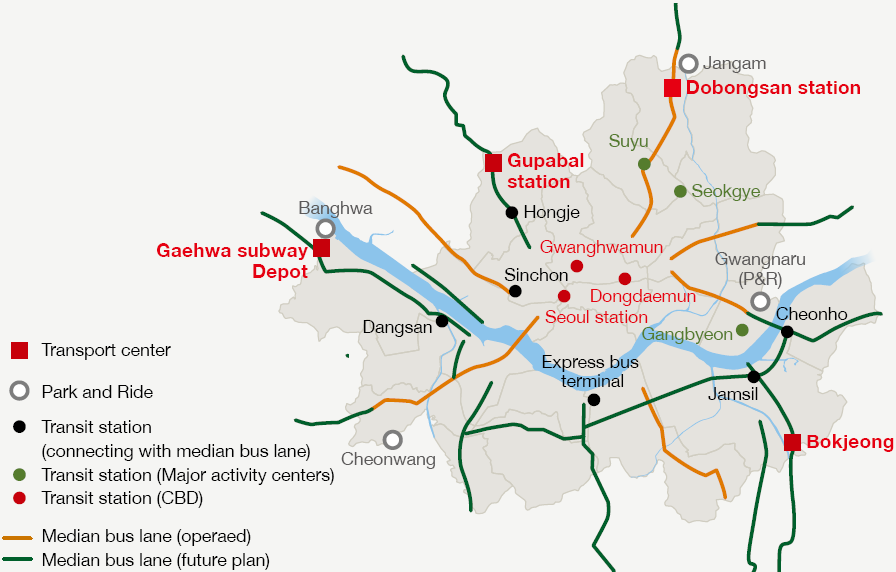 Jangam
Dobongsan station
Suyu
Gupabal
station
Seokgye
Banghwa
Hongje
Gaehwa subway
Depot
Gwanghwamun
Gwangnaru
(P&R)
Sinchon
Dongdaemun
Seoul station
Cheonho
Dangsan
Gangbyeon
Express bus
terminal
Jamsil
Bokjeong
Cheonwang
Transport center
Park and Ride
Transit station
(connecting with median bus lane)
Transit station (Major activity centers)
Transit station (CBD)
Median bus lane (operaed)
Median bus lane (future plan)